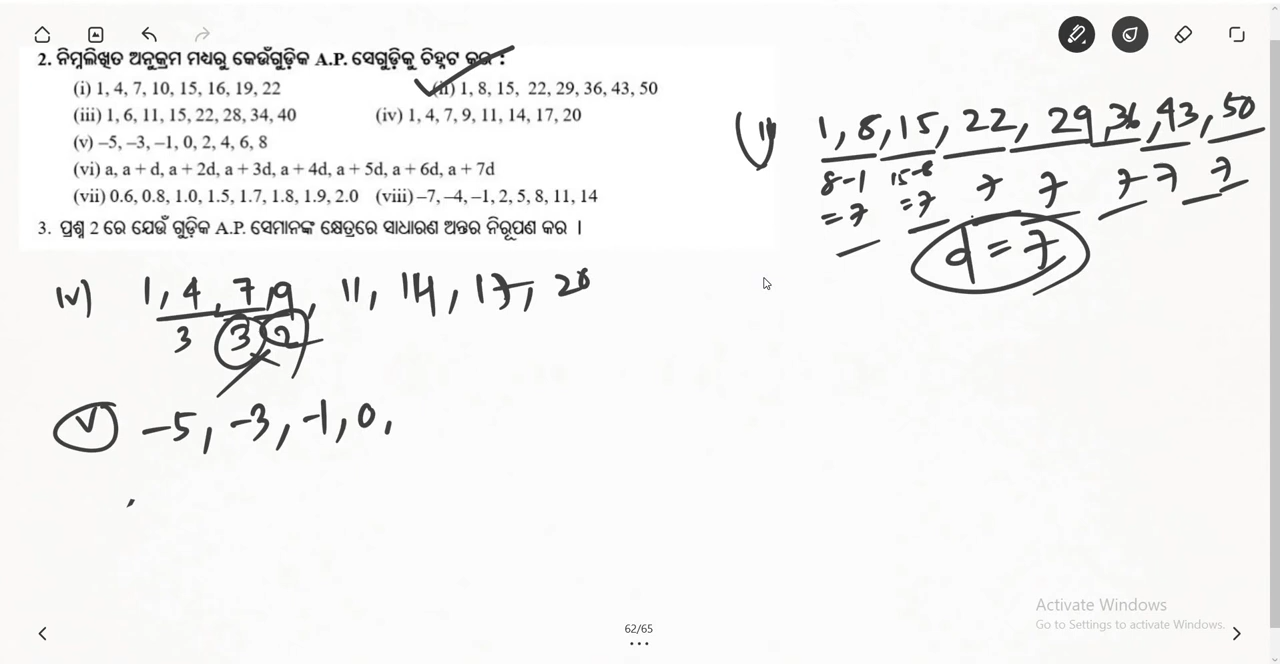 2. ନିମ୍ନଲିଖିତ ଅନୁକ୍ରମ ମଧ୍ୟରୁ କେଉଁଗୁଡ଼ିକ A.P. ସେଗୁଡ଼ିକୁ ଚିହ୍ନଟ କର :
(i) 1, 4, 7, 10, 15, 16, 19, 22 (ii) 1, 8, 15, 22, 29, 36, 43, 50
(iii) 1, 6, 11, 15, 22, 28, 34, 40 (iv) 1, 4, 7, 9, 11, 14, 17, 20
(v) –5, –3, –1, 0, 2, 4, 6, 8
(vi) a, a + d, a + 2d, a + 3d, a + 4d, a + 5d, a + 6d, a + 7d
(vii) 0.6, 0.8, 1.0, 1.5, 1.7, 1.8, 1.9, 2.0 (viii) –7, –4, –1, 2, 5, 8, 11, 14
3. ପ୍ରଶ୍ନ 2 ରେ ଯେଉଁ ଗୁଡ଼ିକ A.P. ସେମାନଙ୍କ କ୍ଷେତ୍ରରେ ସାଧାରଣ ଅନ୍ତର ନିରୂପଣ କର ।
1, 8, 15, 22, 29, 36, 43, 50
8-1 15-8 7 7 7 7 7
=7 =7
d = 7
iv) 1, 4, 7, 9, 11, 14, 17, 20
3 3 2
v -5, -3, -1, 0,
Activate Windows
Go to Settings to activate Windows.
62/65